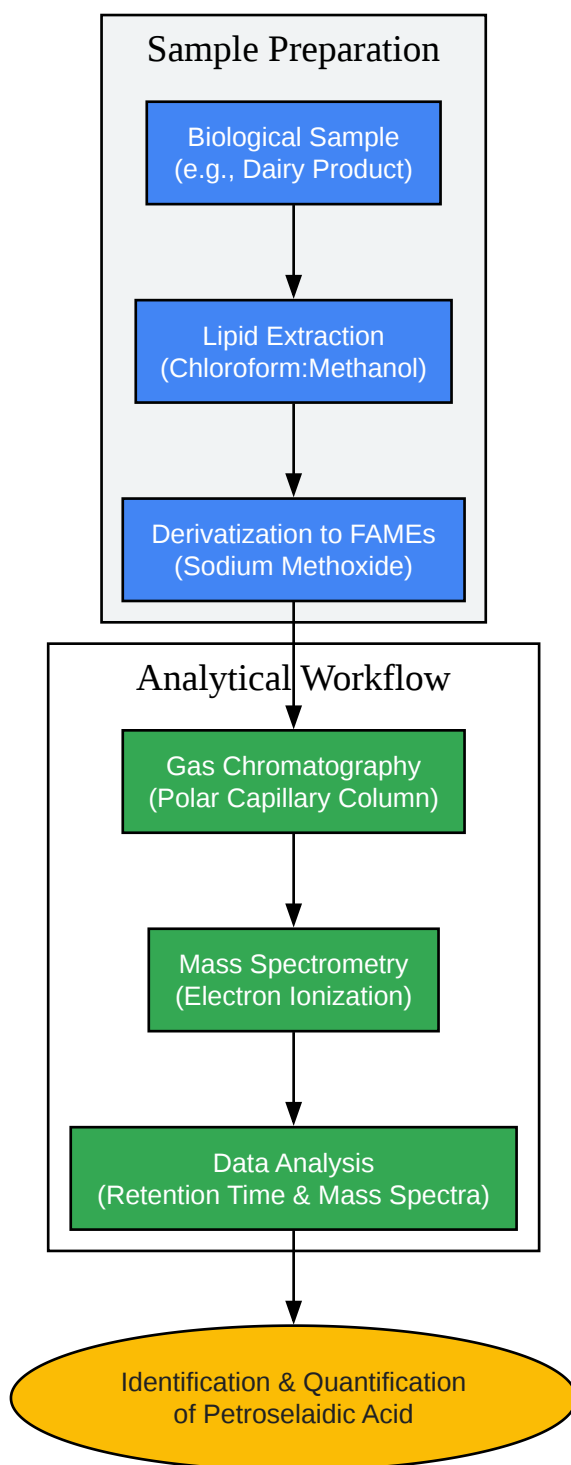 Sample Preparation
Biological Sample
(e.g., Dairy Product)
Lipid Extraction
(Chloroform:Methanol)
Derivatization to FAMEs
(Sodium Methoxide)
Analytical Workflow
Gas Chromatography
(Polar Capillary Column)
Mass Spectrometry
(Electron Ionization)
Data Analysis
(Retention Time & Mass Spectra)
Identification & Quantification
of Petroselaidic Acid